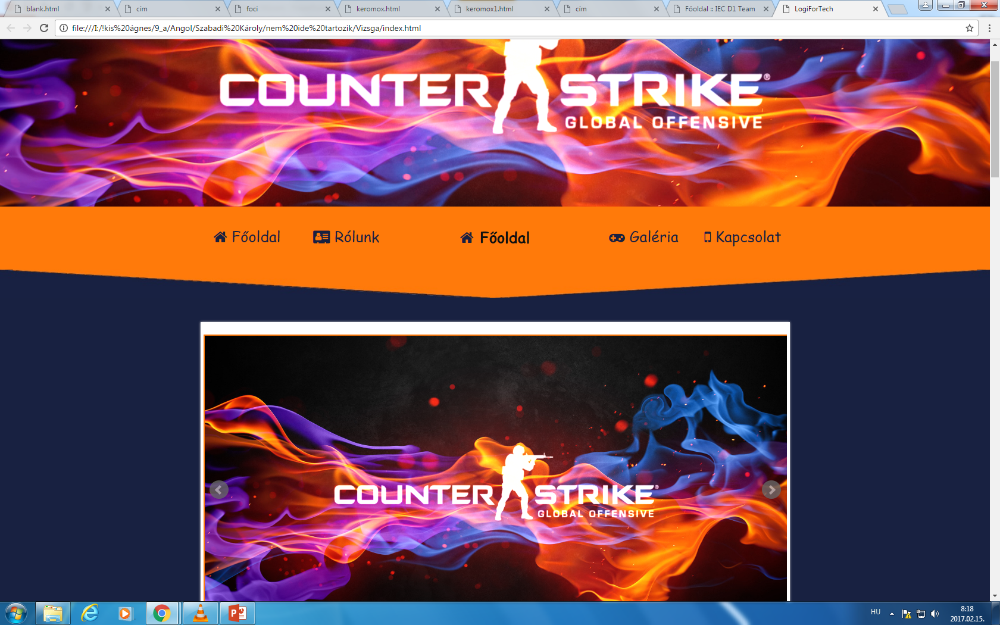 blank.html
cím
foci
keromox.html
keromox1.html
cím
Főoldal :: IEC D1 Team
LogiForTech
file:///I:/!kis%20ágnes/9_a/Angol/Szabadi%20Károly/nem%20ide%20tartozik/Vizsga/index.html
COUNTER STRIKE®
GLOBAL OFFENSIVE
Főoldal
Rólunk
Főoldal
Galéria
Kapcsolat
COUNTER STRIKE®
GLOBAL OFFENSIVE
HU
8:18
2017.02.15.